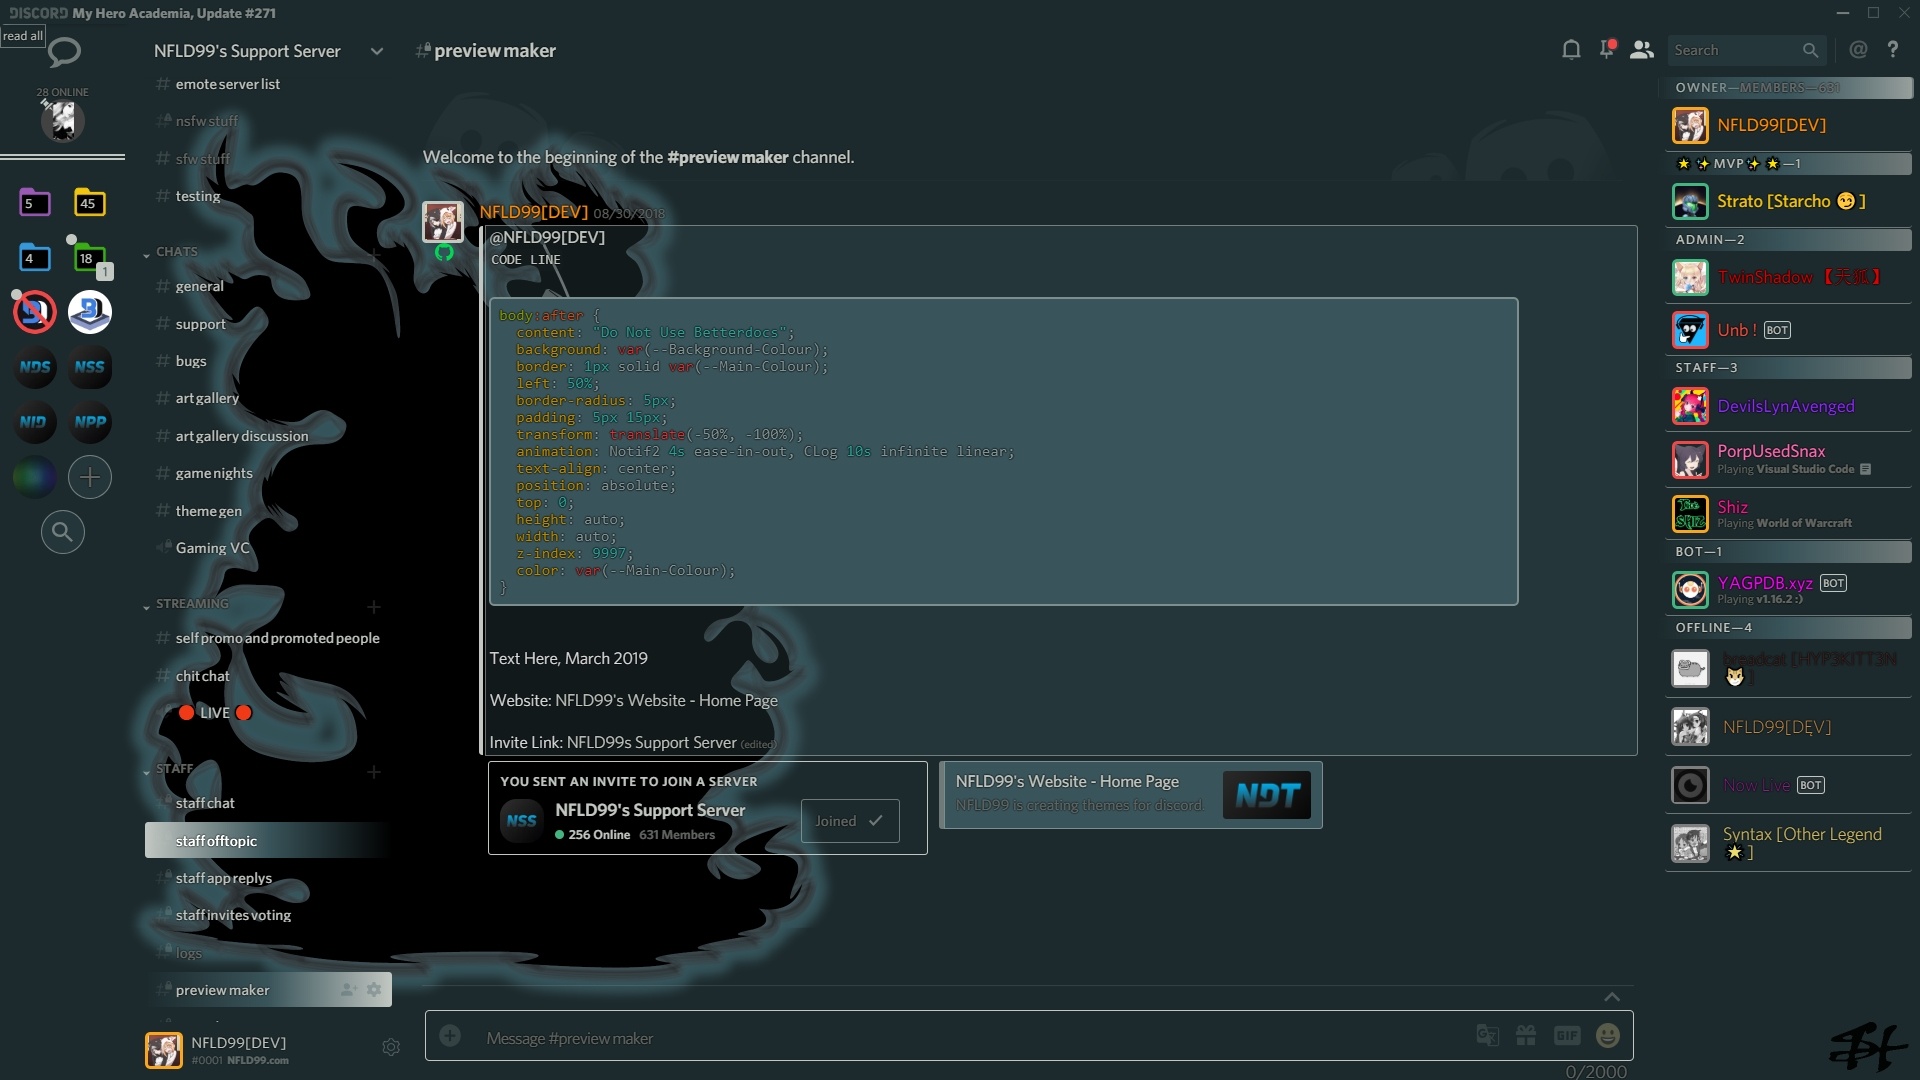 DISCORD My Hero Academia, Update #271
read all
28 ONLINE
5
45
4
18
1
NDS
NSS
NID
NPP
NFLD99's Support Server
emote server list
nsfw stuff
sfw stuff
testing
CHATS
general
support
bugs
art gallery
art gallery discussion
game nights
theme gen
Gaming VC
STREAMING
self promo and promoted people
chit chat
LIVE
STAFF
staff chat
staff offtopic
staff app replys
staff invites voting
logs
preview maker
NFLD99[DEV]
#0001 NFLD99.com
preview maker
Search
Welcome to the beginning of the #preview maker channel.
NFLD99[DEV] 08/30/2018
@NFLD99[DEV]
CODE LINE
body:after {
content: "Do Not Use Betterdocs";
background: var(--Background-Colour);
border: 1px solid var(--Main-Colour);
left: 50%;
border-radius: 5px;
padding: 5px 15px;
transform: translate(-50%, -100%);
animation: Notif2 4s ease-in-out, CLog 10s infinite linear;
text-align: center;
position: absolute;
top: 0;
height: auto;
width: auto;
z-index: 9997;
color: var(--Main-Colour);
}
Text Here, March 2019
Website: NFLD99's Website - Home Page
Invite Link: NFLD99s Support Server (edited)
YOU SENT AN INVITE TO JOIN A SERVER
NSS
NFLD99's Support Server
256 Online 631 Members
Joined
NFLD99's Website - Home Page
NFLD99 is creating themes for discord.
NDT
Message #preview maker
GIF
0/2000
OWNER—MEMBERS—631
NFLD99[DEV]
MVP —1
Strato [Starcho 😏]
ADMIN—2
TwinShadow 【天狐】
Unb ! BOT
STAFF—3
DevilsLynAvenged
PorpUsedSnax
Playing Visual Studio Code
Shiz
Playing World of Warcraft
BOT—1
YAGPDB.xyz BOT
Playing v1.16.2 :)
OFFLINE—4
breadcat [HYP3KITT3N
]
NFLD99[DEV]
Now Live BOT
Syntax [Other Legend
🌟]